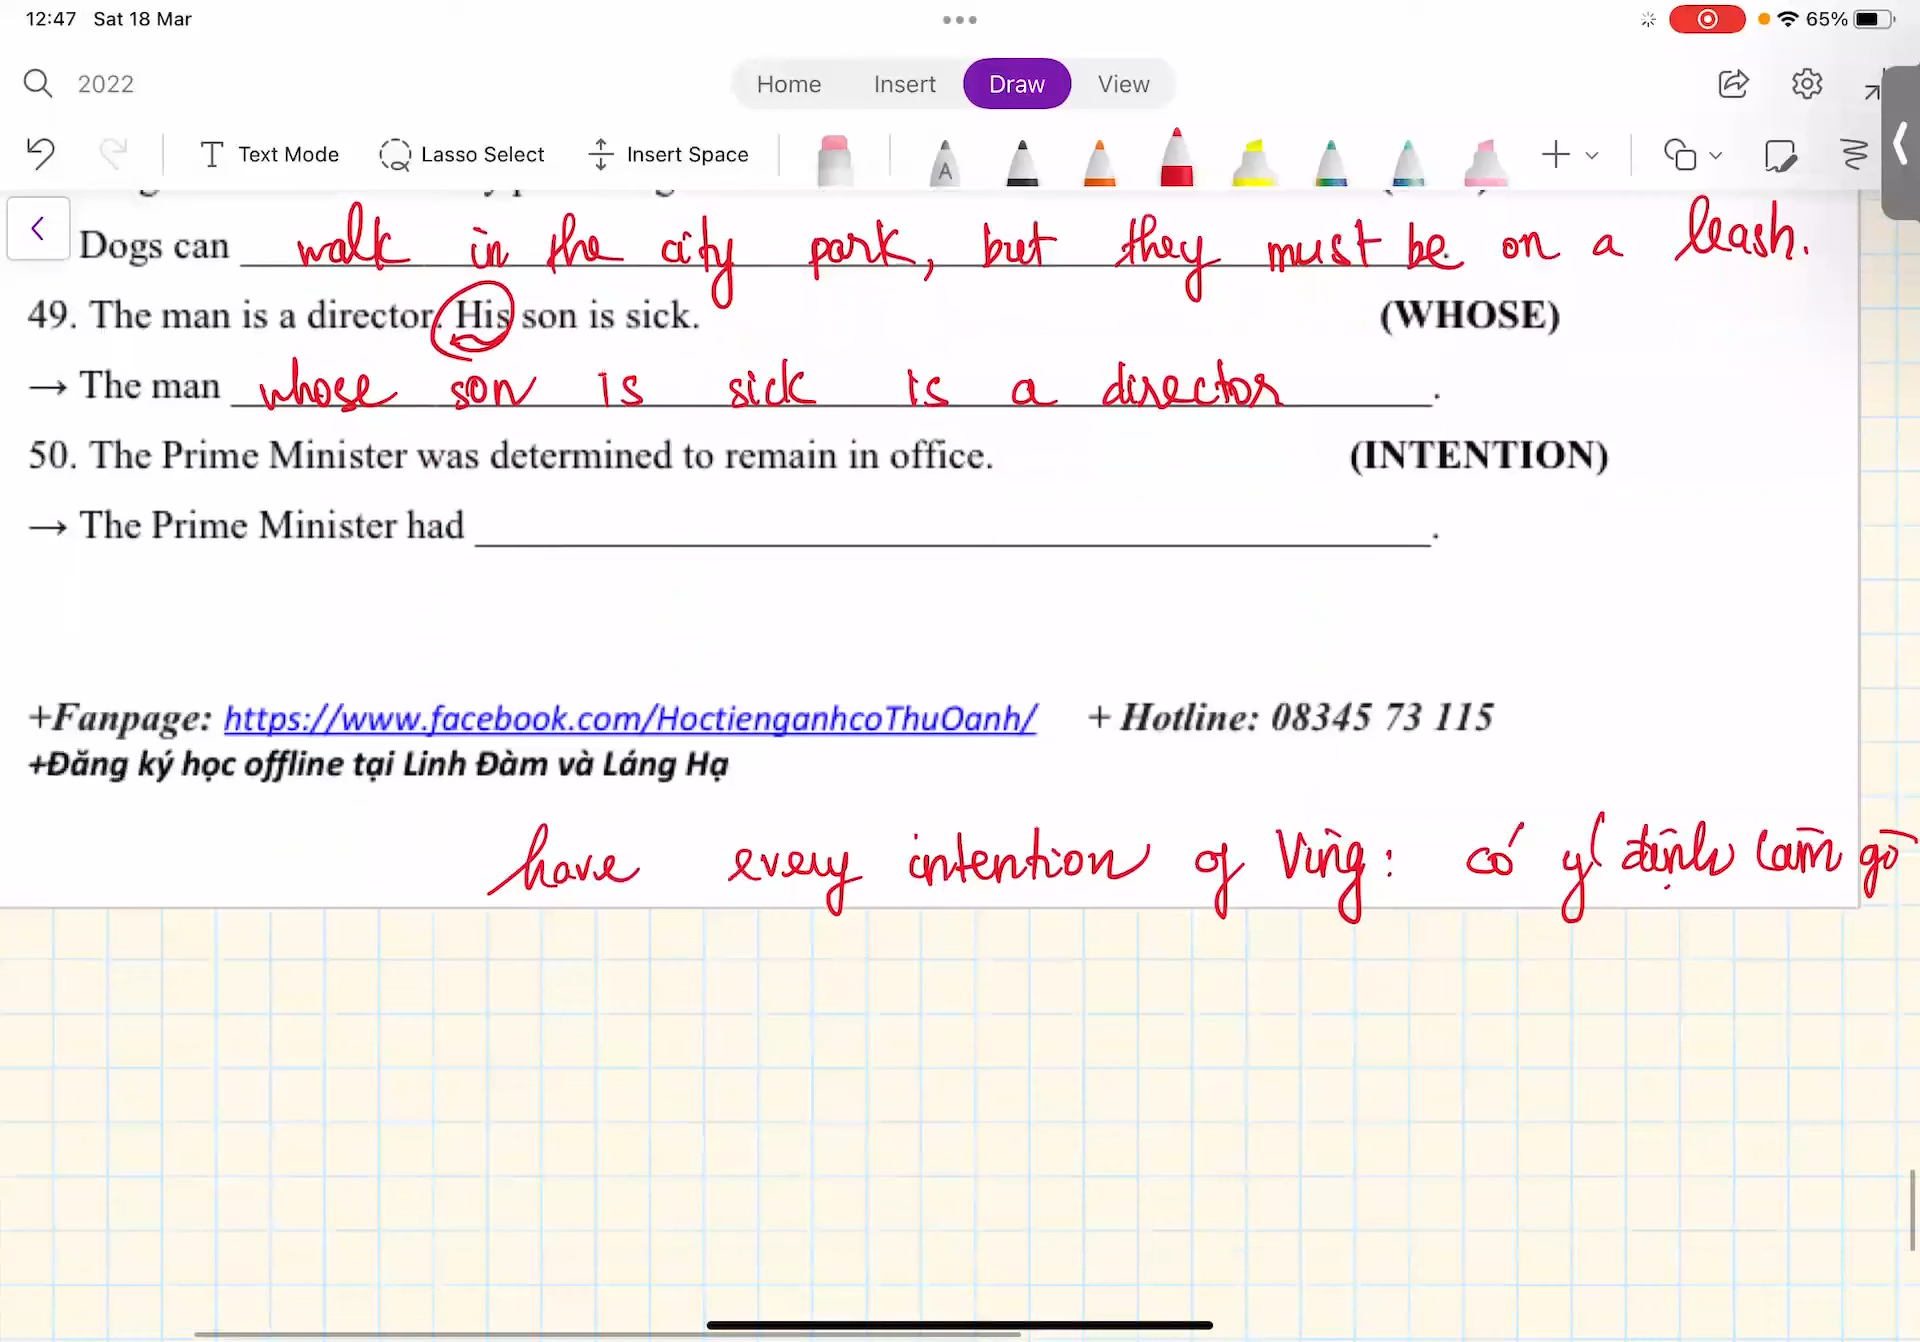 12:47 Sat 18 Mar 65%
2022 Home Insert Draw View
Text Mode Lasso Select Insert Space A
Dogs can walk in the city park, but they must be on a leash.
49. The man is a director. His son is sick. (WHOSE)
→ The man whose son is sick is a director.
50. The Prime Minister was determined to remain in office. (INTENTION)
→ The Prime Minister had ____.
+Fanpage: https://www.facebook.com/HoctienganhcoThuOanh/ + Hotline: 08345 73 115
+Đăng ký học offline tại Linh Đàm và Láng Hạ
have every intention of Ving: có ý định làm gì